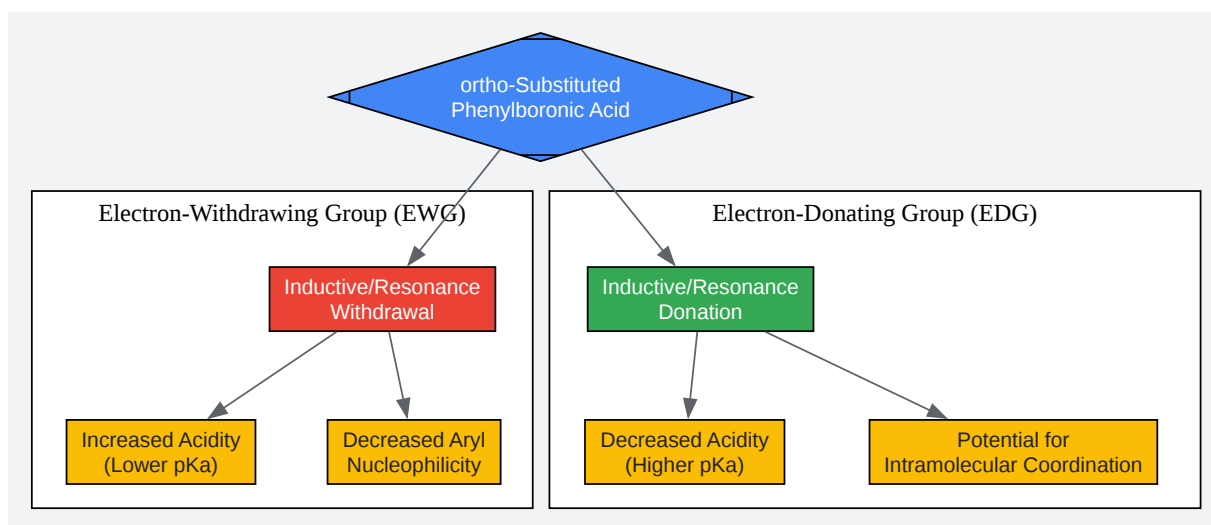 ortho-Substituted
Phenylboronic Acid
Electron-Withdrawing Group (EWG)
Electron-Donating Group (EDG)
Inductive/Resonance
Withdrawal
Inductive/Resonance
Donation
Increased Acidity
(Lower pKa)
Decreased Aryl
Nucleophilicity
Decreased Acidity
(Higher pKa)
Potential for
Intramolecular Coordination